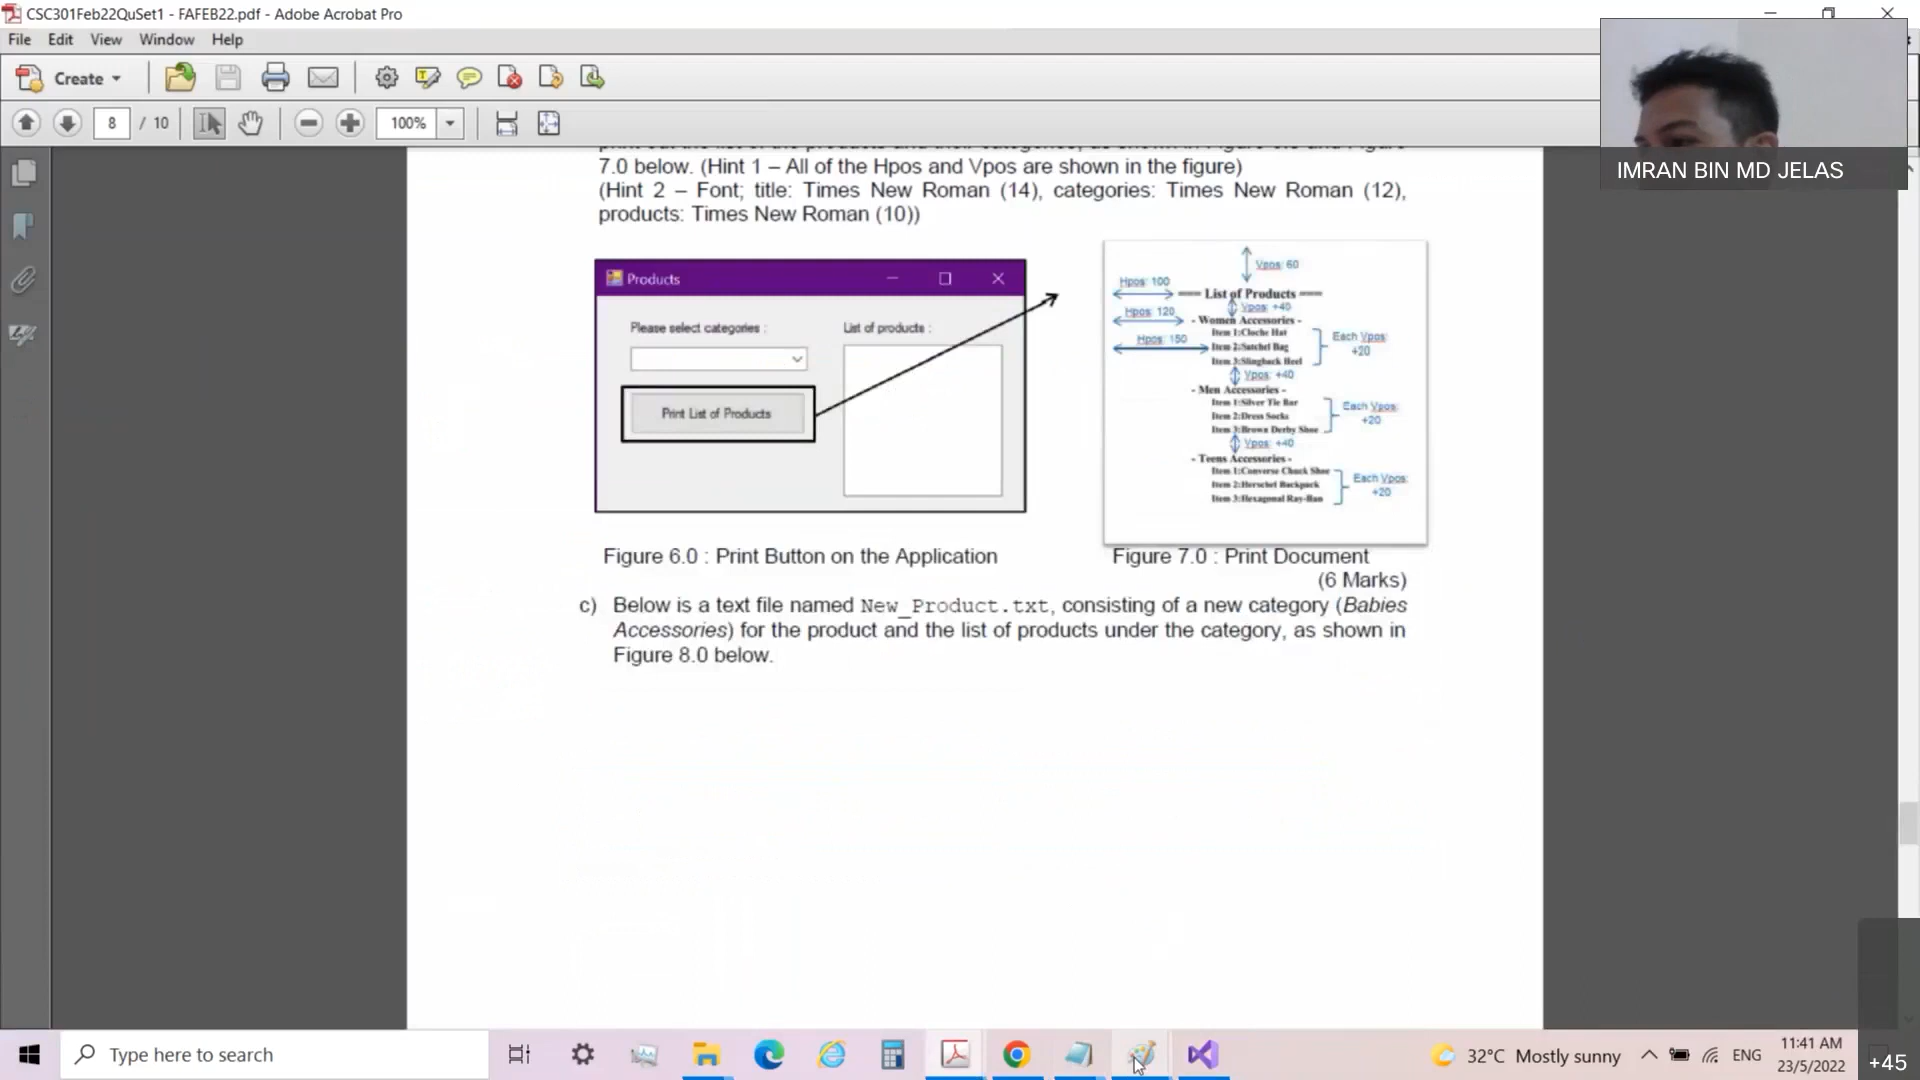 CSC301Feb22QuSet1 - FAFEB22.pdf - Adobe Acrobat Pro
File Edit View Window Help
Create
8 / 10
100%
IMRAN BIN MD JELAS
7.0 below. (Hint 1 – All of the Hpos and Vpos are shown in the figure)
(Hint 2 – Font; title: Times New Roman (14), categories: Times New Roman (12),
products: Times New Roman (10))
Products
Please select categories :
List of products :
Print List of Products
Vpos: 60
Hpos: 100
=== List of Products ===
Vpos: +40
Hpos: 120
- Women Accessories -
Item 1:Cloche Hat
Hpos: 150
Item 2:Satchel Bag
Item 3:Slingback Heel
Each Vpos:
+20
Vpos: +40
- Men Accessories -
Item 1:Silver Tie Bar
Item 2:Dress Socks
Item 3:Brown Derby Shoe
Each Vpos:
+20
Vpos: +40
- Teens Accessories -
Item 1:Converse Chuck Shoe
Item 2:Herschel Backpack
Item 3:Hexagonal Ray-Ban
Each Vpos:
+20
Figure 6.0 : Print Button on the Application
Figure 7.0 : Print Document
(6 Marks)
c) Below is a text file named New_Product.txt, consisting of a new category (Babies
Accessories) for the product and the list of products under the category, as shown in
Figure 8.0 below.
Type here to search
32°C Mostly sunny
ENG
11:41 AM
23/5/2022
+45